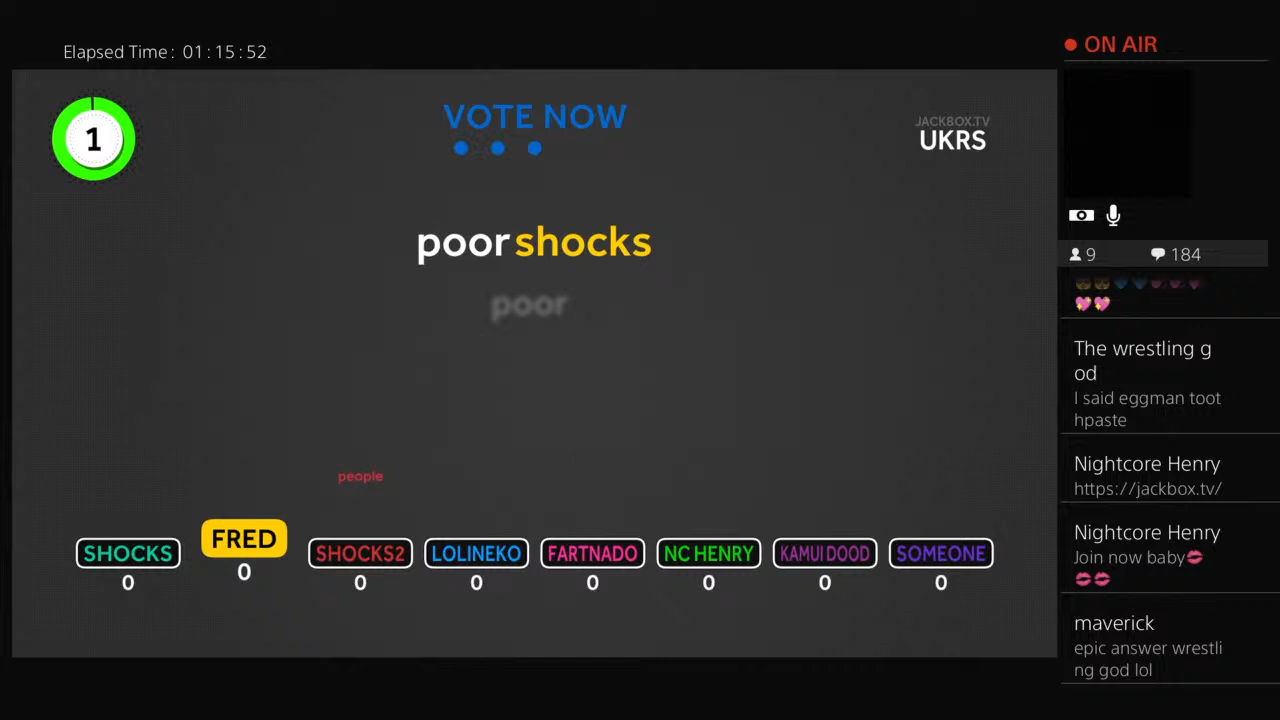 Elapsed Time: 01:15:52
ON AIR
1
VOTE NOW
JACKBOX.TV
UKRS
poor shocks
poor
people
SHOCKS FRED SHOCKS2 LOLINEKO FARTNADO NC HENRY KAMUI DOOD SOMEONE
0 0 0 0 0 0 0 0
9 184
The wrestling g
od
I said eggman toot
hpaste
Nightcore Henry
https://jackbox.tv/
Nightcore Henry
Join now baby💋
💋💋
maverick
epic answer wrestli
ng god lol